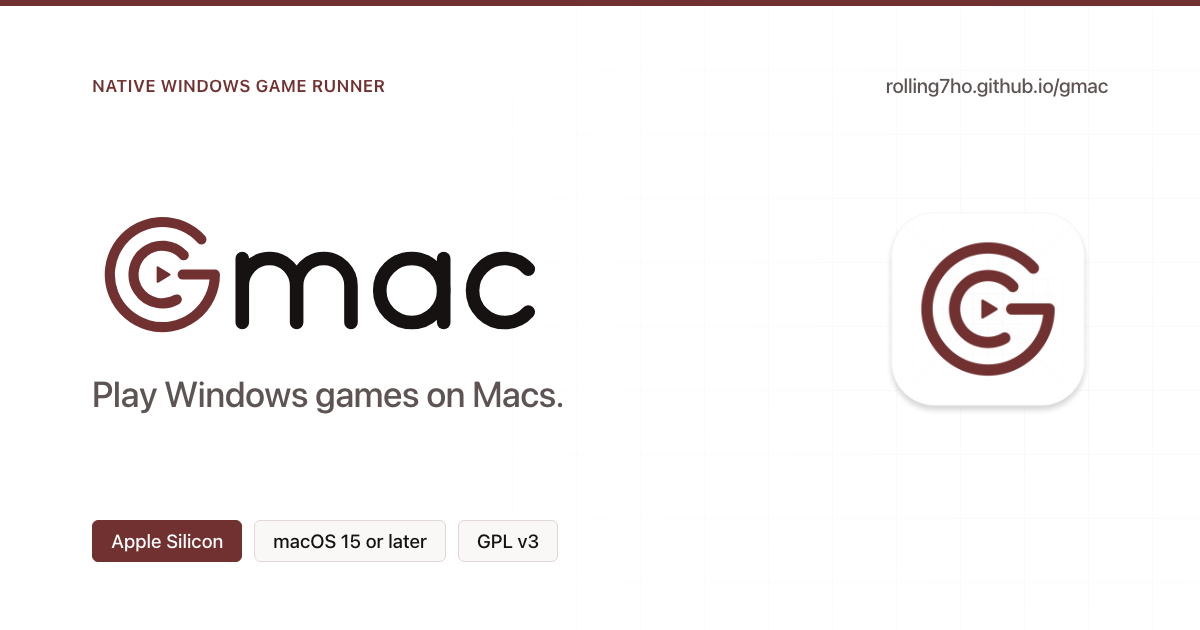 NATIVE WINDOWS GAME RUNNER
rolling7ho.github.io/gmac
Gmac
Play Windows games on Macs.
Apple Silicon
macOS 15 or later
GPL v3